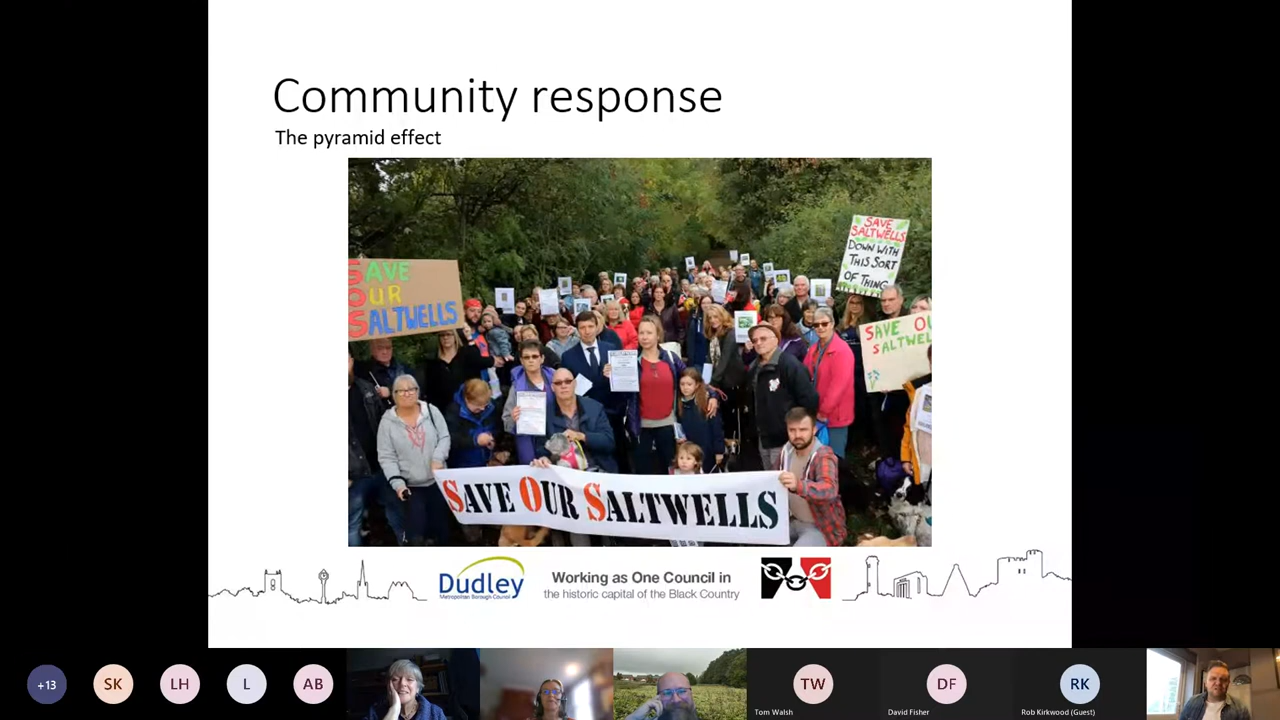 Community response
The pyramid effect
SAVE
OUR
SALTWELLS
SAVE
SALTWELLS
DOWN WITH
THIS SORT
OF THING
SAVE OU
SALTWEL
SAVE OUR SALTWELLS
Dudley
Metropolitan Borough Council
Working as One Council in
the historic capital of the Black Country
+13
SK
LH
L
AB
TW
DF
RK
Tom Walsh
David Fisher
Rob Kirkwood (Guest)